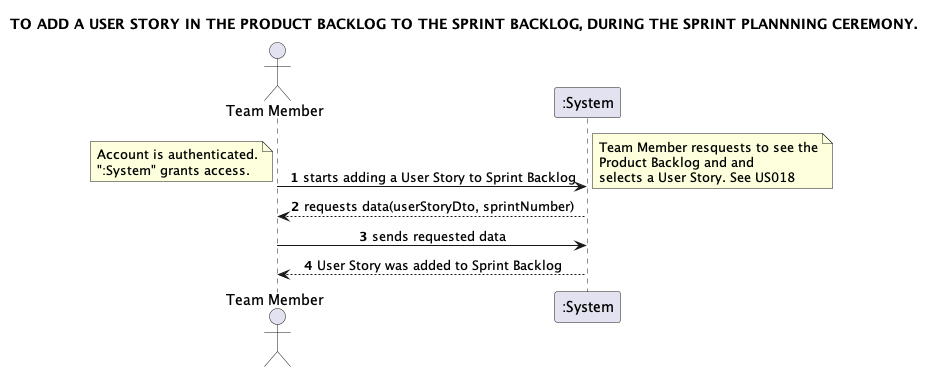 TO ADD A USER STORY IN THE PRODUCT BACKLOG TO THE SPRINT BACKLOG, DURING THE SPRINT PLANNNING CEREMONY.
Team Member
:System
Account is authenticated.
":System" grants access.
Team Member resquests to see the
Product Backlog and and
selects a User Story. See US018
1 starts adding a User Story to Sprint Backlog
2 requests data(userStoryDto, sprintNumber)
3 sends requested data
4 User Story was added to Sprint Backlog
Team Member
:System